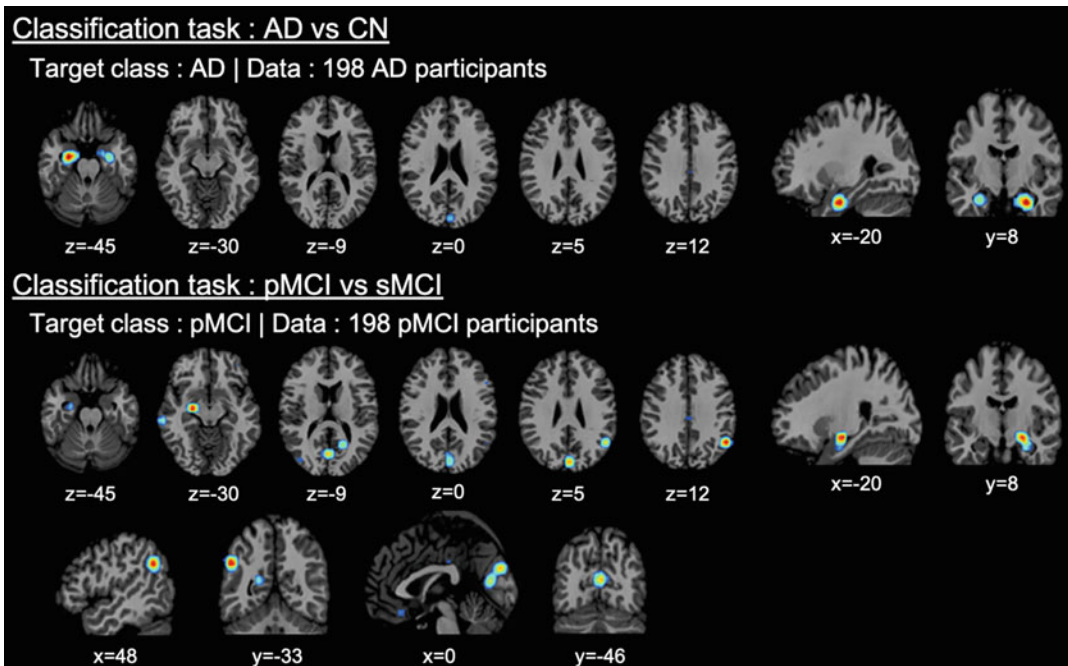 Classification task : AD vs CN
Target class : AD | Data : 198 AD participants
z=-45 z=-30 z=-9 z=0 z=5 z=12 x=-20 y=8
Classification task : pMCI vs sMCI
Target class : pMCI | Data : 198 pMCI participants
z=-45 z=-30 z=-9 z=0 z=5 z=12 x=-20 y=8
x=48 y=-33 x=0 y=-46